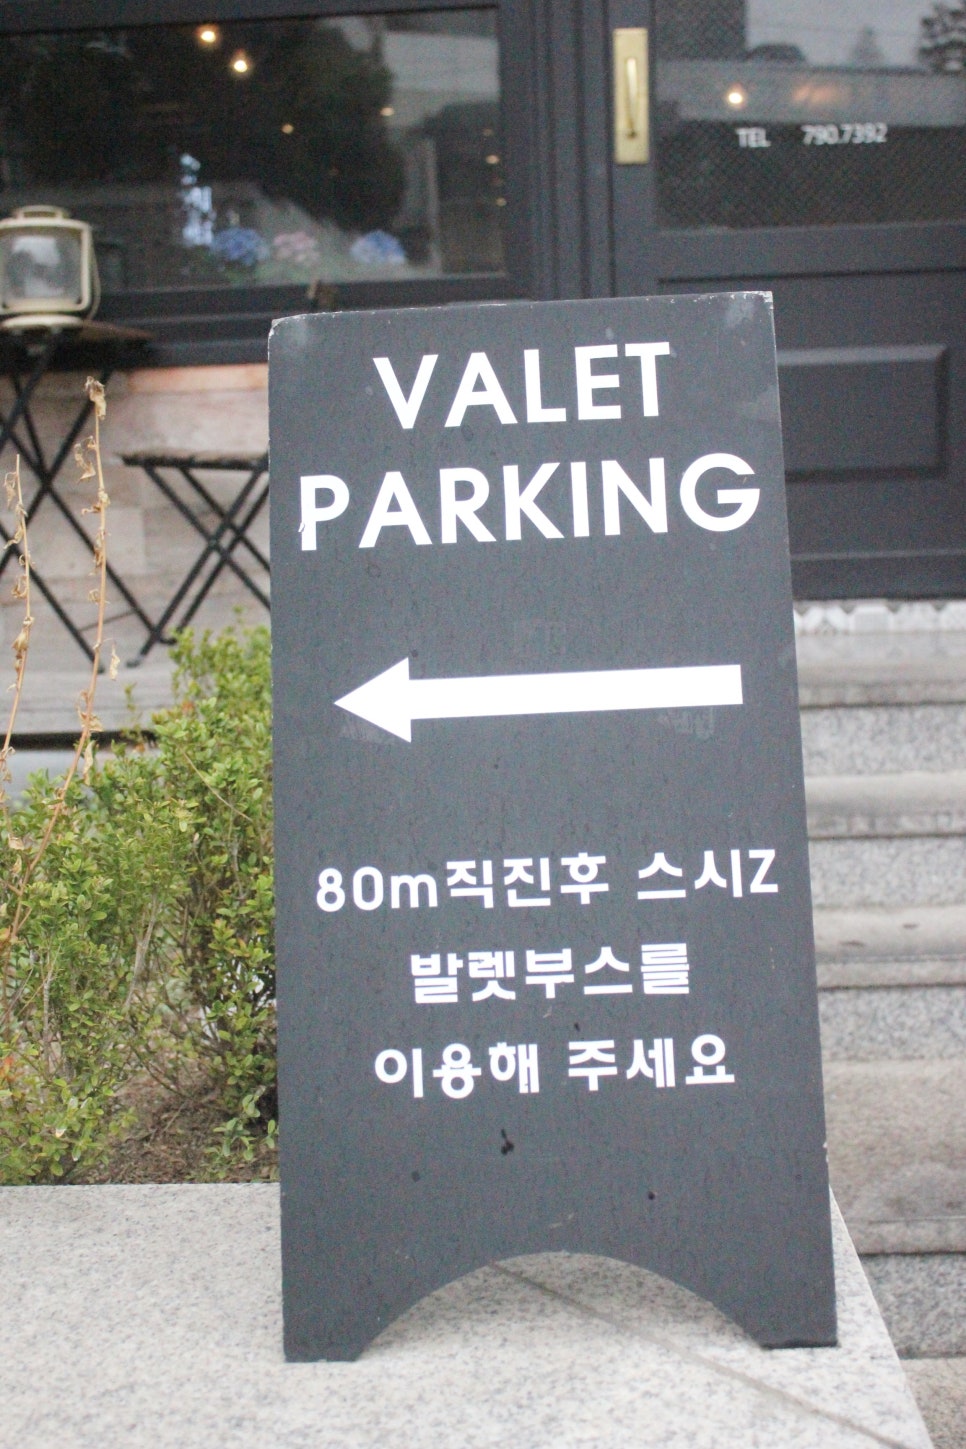 TEL 790.7392
VALET
PARKING
80m직진후 스시Z
발렛부스를
이용해 주세요